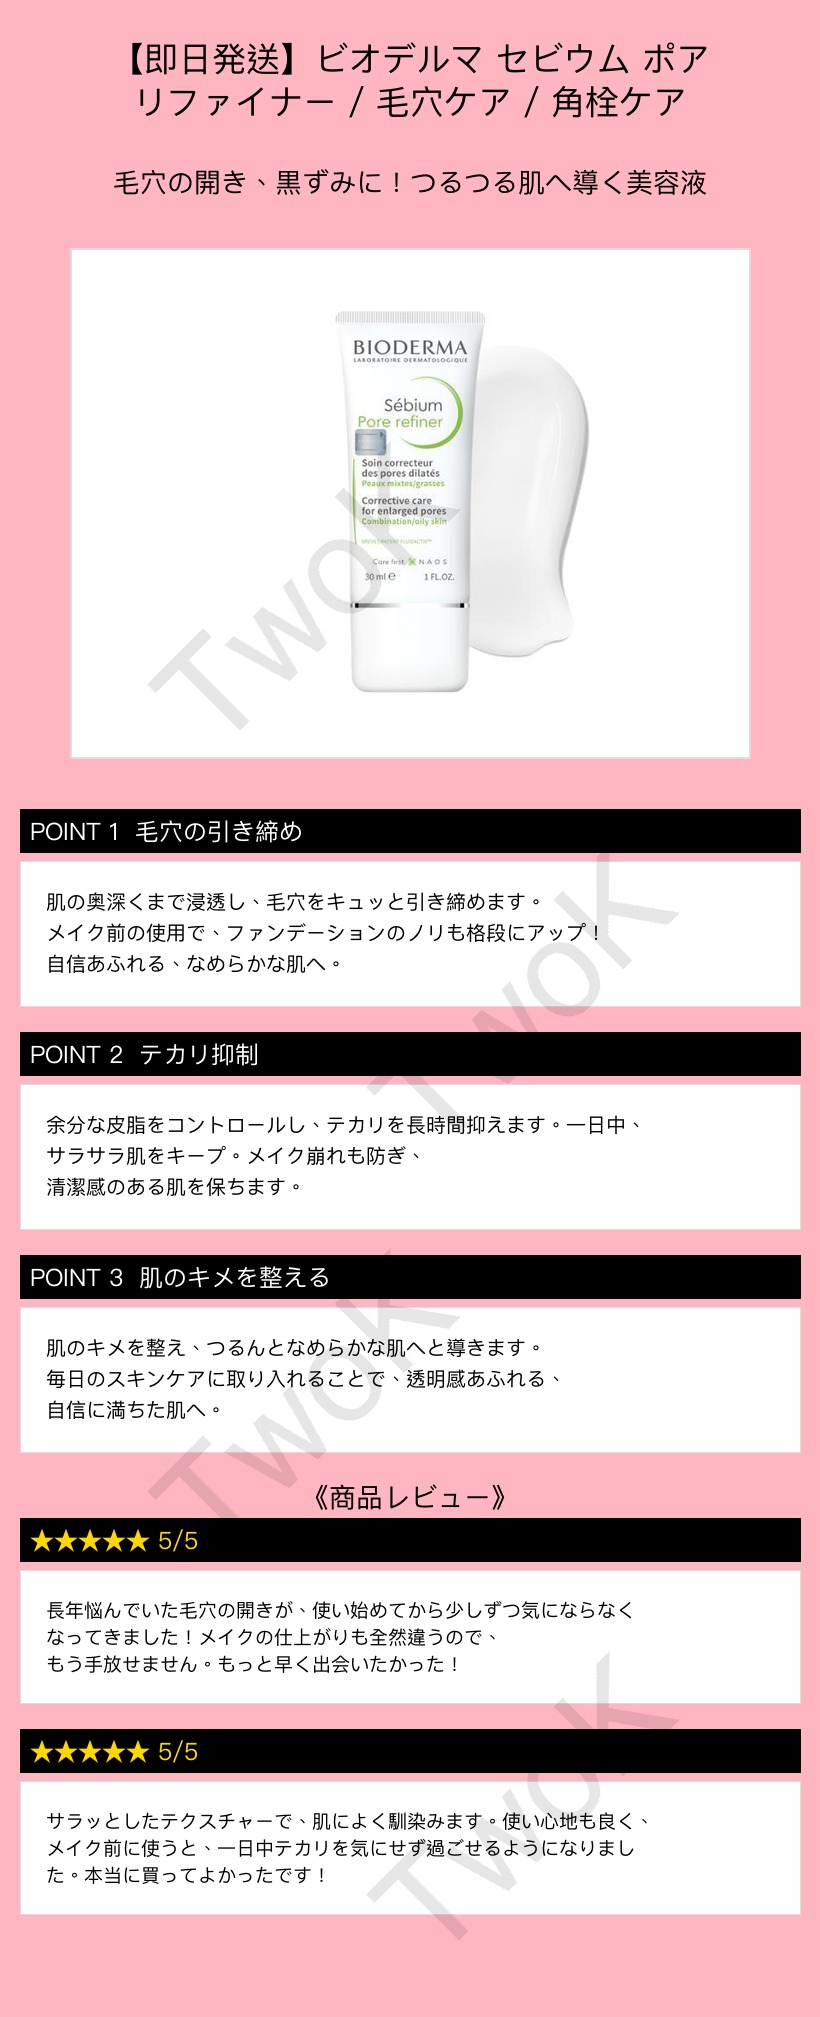 【即日発送】ビオデルマ セビウム ポア
リファイナー / 毛穴ケア / 角栓ケア
毛穴の開き、黒ずみに！つるつる肌へ導く美容液
BIODERMA
LABORATOIRE DERMATOLOGIQUE
Sébium
Pore refiner
Soin correcteur
des pores dilatés
Peaux mixtes/grasses
Corrective care
for enlarged pores
Combination/oily skin
Care first. NAOS
30 ml ℮ 1 FL.OZ.
TwoK
POINT 1 毛穴の引き締め
肌の奥深くまで浸透し、毛穴をキュッと引き締めます。
メイク前の使用で、ファンデーションのノリも格段にアップ！
自信あふれる、なめらかな肌へ。
TwoK
POINT 2 テカリ抑制
余分な皮脂をコントロールし、テカリを長時間抑えます。一日中、
サラサラ肌をキープ。メイク崩れも防ぎ、
清潔感のある肌を保ちます。
POINT 3 肌のキメを整える
肌のキメを整え、つるんとなめらかな肌へと導きます。
毎日のスキンケアに取り入れることで、透明感あふれる、
自信に満ちた肌へ。
TwoK
《商品レビュー》
★★★★★ 5/5
長年悩んでいた毛穴の開きが、使い始めてから少しずつ気にならなく
なってきました！メイクの仕上がりも全然違うので、
もう手放せません。もっと早く出会いたかった！
★★★★★ 5/5
サラッとしたテクスチャーで、肌によく馴染みます。使い心地も良く、
メイク前に使うと、一日中テカリを気にせず過ごせるようになりまし
た。本当に買ってよかったです！
TwoK